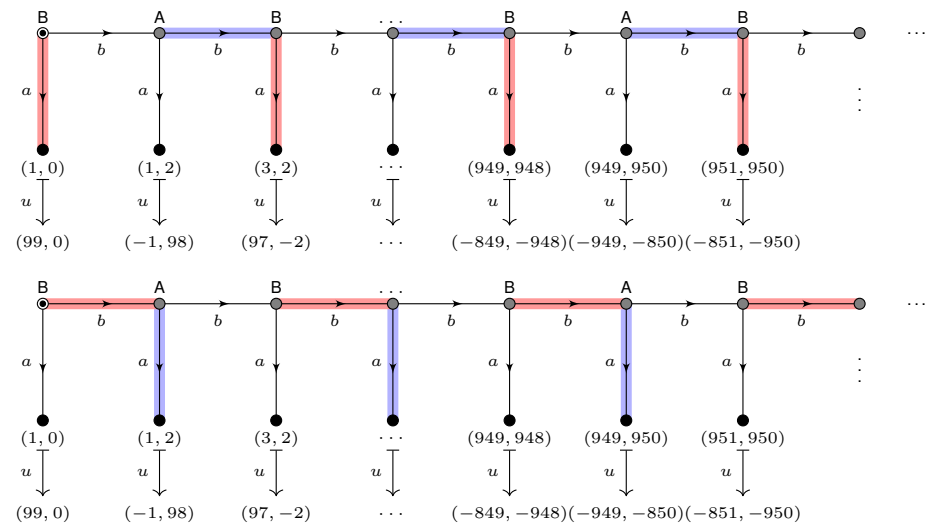 B A B ... B A B
b b b ... b b b b ...
a a a a a a a ⋮
(1, 0) (1, 2) (3, 2) ... (949, 948) (949, 950) (951, 950)
u u u u u u u
(99, 0) (−1, 98) (97, −2) ... (−849, −948) (−949, −850) (−851, −950)
B A B ... B A B
b b b b b b b ...
a a a a a a a ⋮
(1, 0) (1, 2) (3, 2) ... (949, 948) (949, 950) (951, 950)
u u u u u u u
(99, 0) (−1, 98) (97, −2) ... (−849, −948) (−949, −850) (−851, −950)